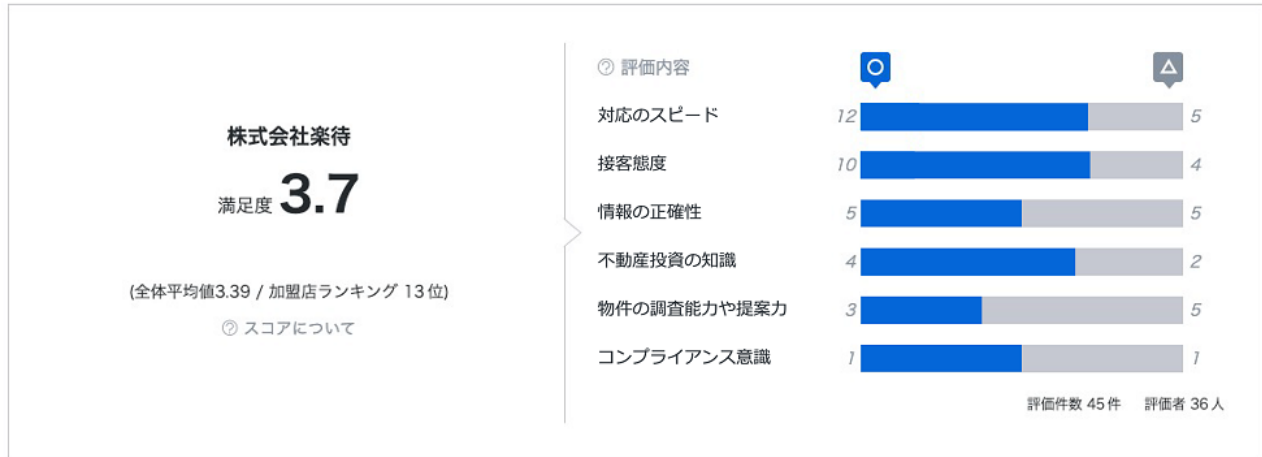 株式会社楽待
満足度 3.7
(全体平均値3.39 / 加盟店ランキング 13位)
? スコアについて
? 評価内容
対応のスピード 12 5
接客態度 10 4
情報の正確性 5 5
不動産投資の知識 4 2
物件の調査能力や提案力 3 5
コンプライアンス意識 1 1
評価件数 45件 評価者 36人